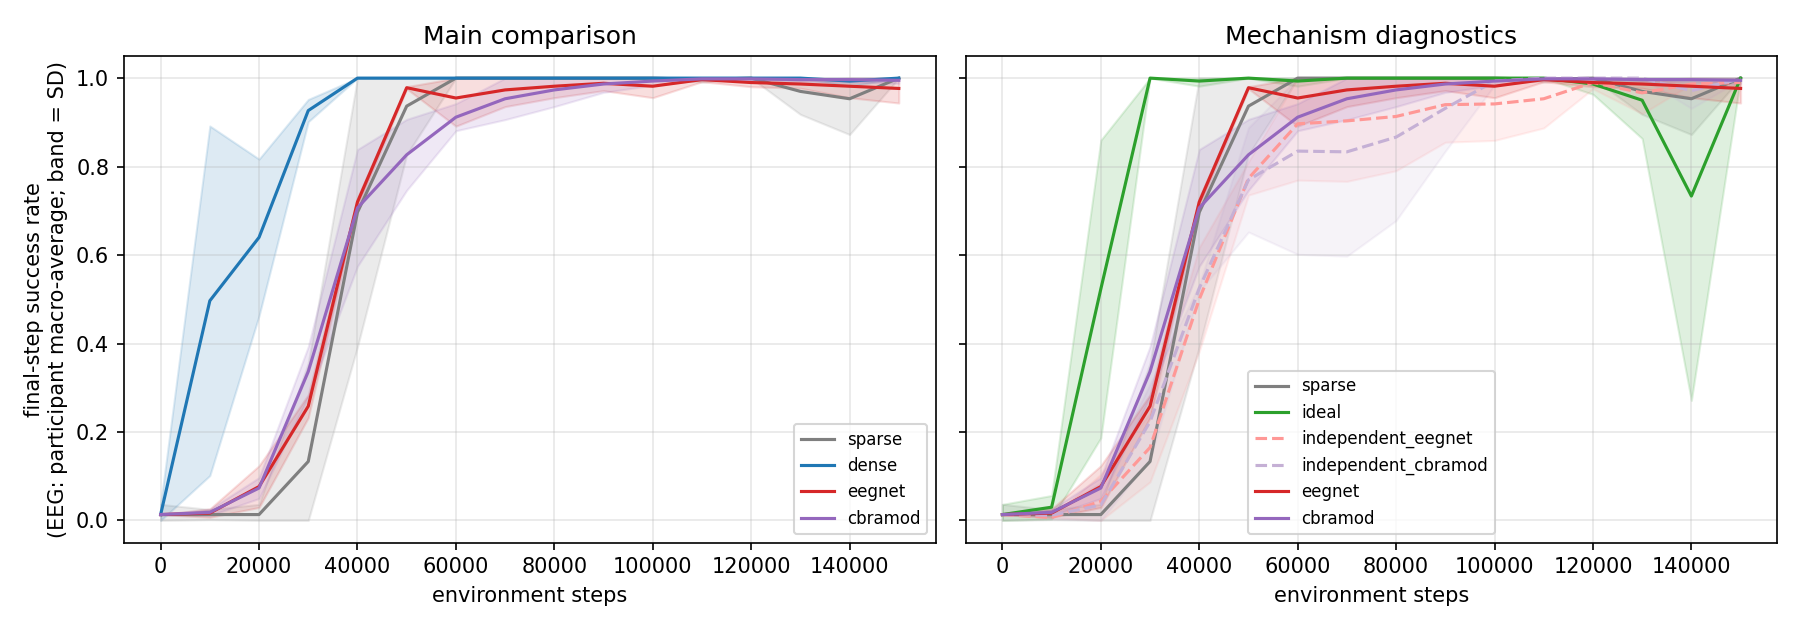 Main comparison
final-step success rate
(EEG: participant macro-average; band = SD)
1.0
0.8
0.6
0.4
0.2
0.0
0
20000
40000
60000
80000
100000
120000
140000
environment steps
sparse
dense
eegnet
cbramod
Mechanism diagnostics
0
20000
40000
60000
80000
100000
120000
140000
environment steps
sparse
ideal
independent_eegnet
independent_cbramod
eegnet
cbramod